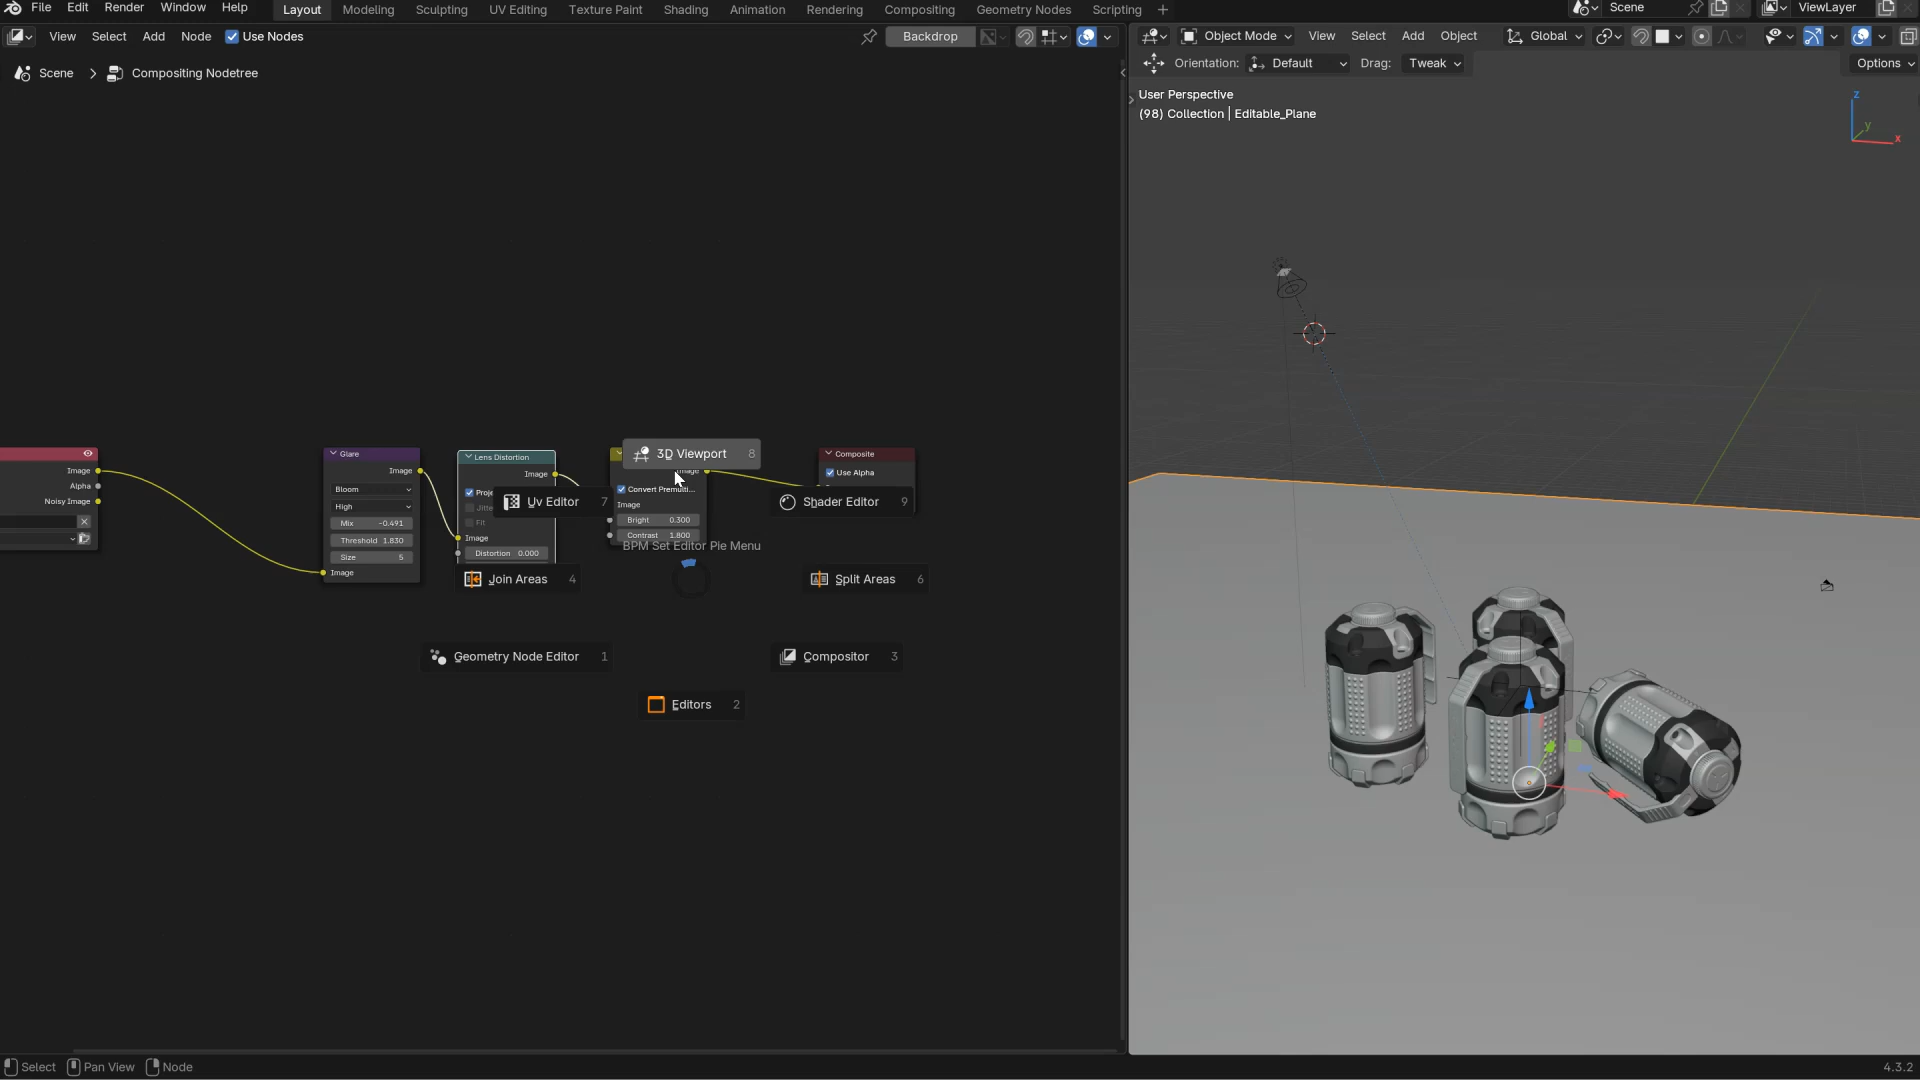 File Edit Render Window Help Layout Modeling Sculpting UV Editing Texture Paint Shading Animation Rendering Compositing Geometry Nodes Scripting + Scene ViewLayer
View Select Add Node Use Nodes Backdrop
Object Mode View Select Add Object Global
Scene > Compositing Nodetree
Orientation: Default Drag: Tweak Options
User Perspective
(98) Collection | Editable_Plane
z
y
x
Image
Alpha
Noisy Image
Glare
Image
Bloom
High
Mix -0.491
Threshold 1.830
Size 5
Image
Lens Distortion
Image
Fit
Image
Distortion 0.000
Image
Convert Premulti...
Image
Bright 0.300
Contrast 1.800
Composite
Use Alpha
3D Viewport 8
Uv Editor 7
Shader Editor 9
BPM Set Editor Pie Menu
Join Areas 4
Split Areas 6
Geometry Node Editor 1
Compositor 3
Editors 2
Select Pan View Node
4.3.2